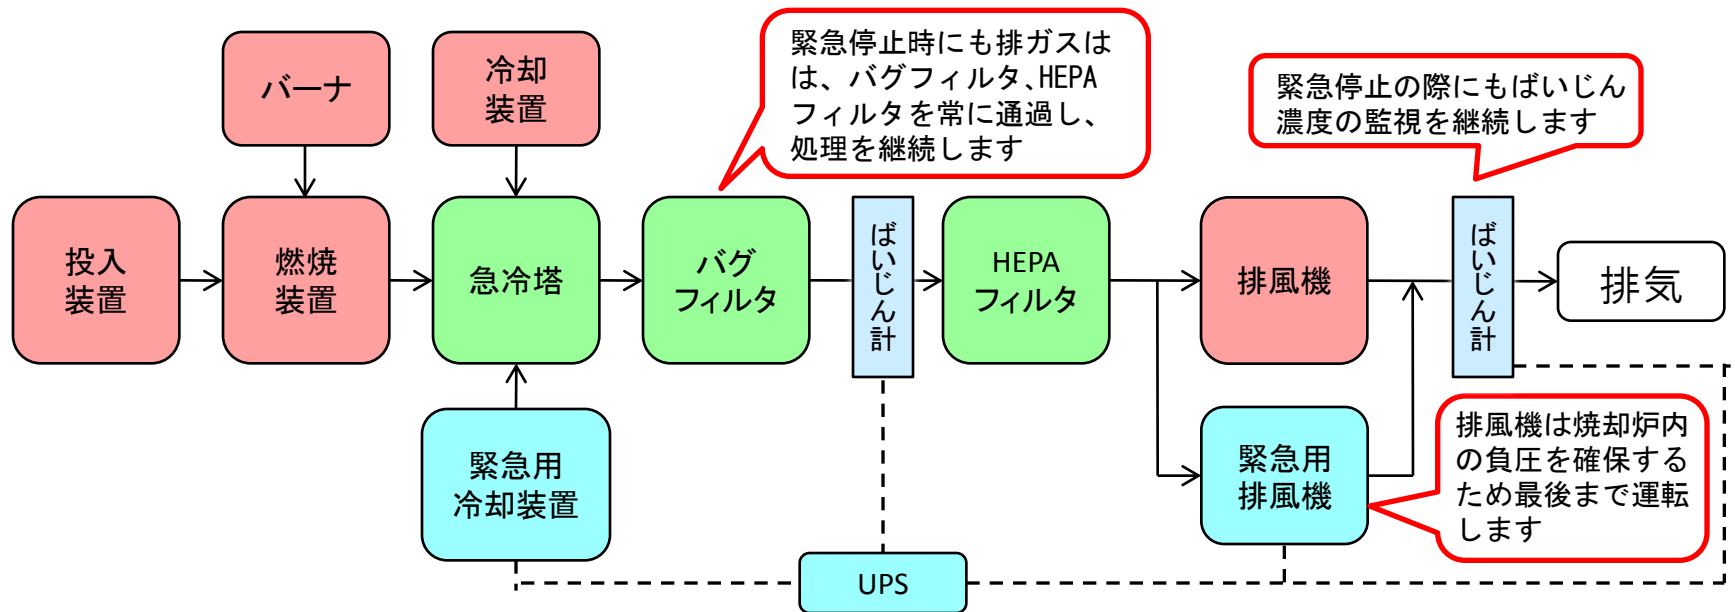 緊急停止時にも排ガスは
は、バグフィルタ、HEPA
フィルタを常に通過し、
処理を継続します
緊急停止の際にもばいじん
濃度の監視を継続します
バーナ
冷却
装置
投入
装置
燃焼
装置
急冷塔
バグ
フィルタ
ばいじん計
HEPA
フィルタ
排風機
ばいじん計
排気
緊急用
冷却装置
緊急用
排風機
排風機は焼却炉内
の負圧を確保する
ため最後まで運転
します
UPS